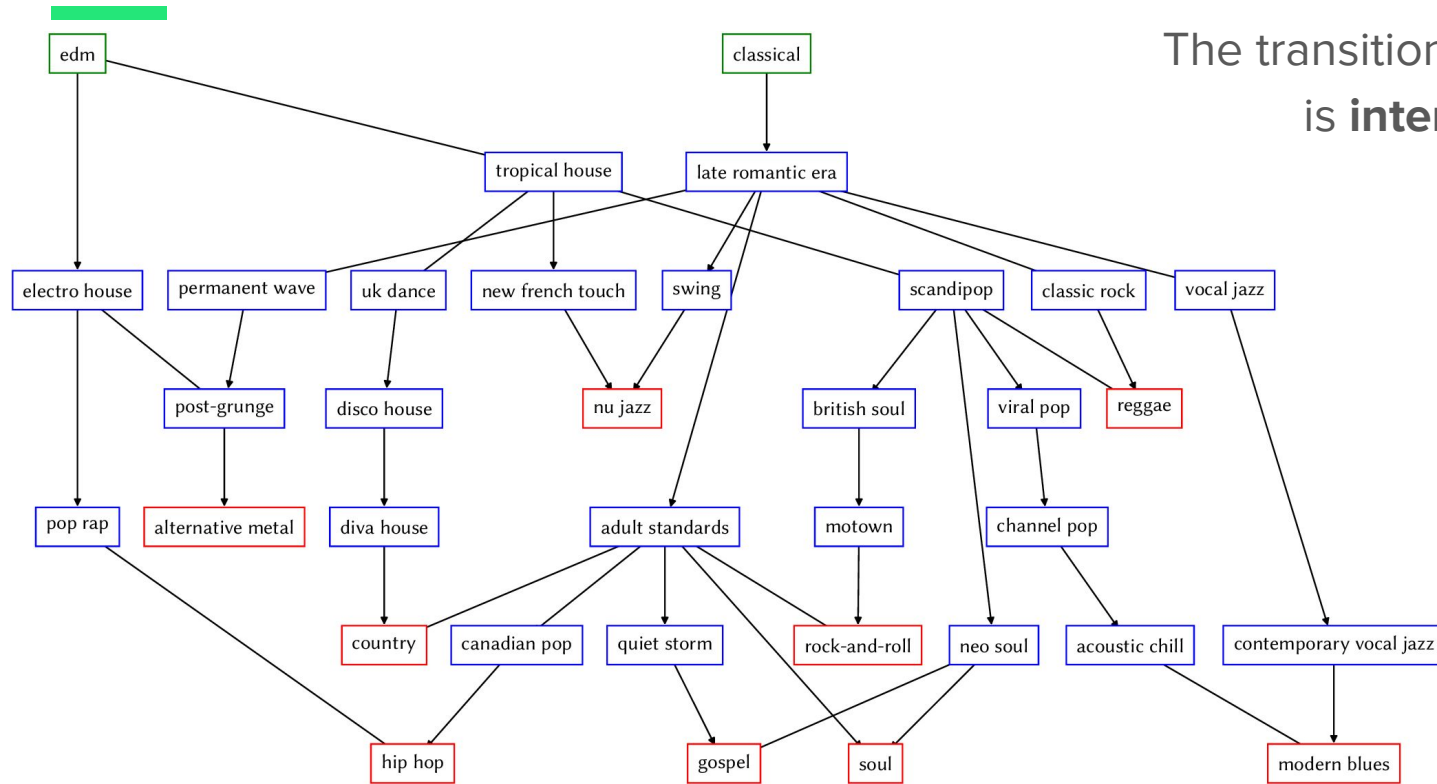 The transition
is inte
edm
classical
tropical house
late romantic era
electro house
permanent wave
uk dance
new french touch
swing
scandipop
classic rock
vocal jazz
post-grunge
disco house
nu jazz
british soul
viral pop
reggae
pop rap
alternative metal
diva house
adult standards
motown
channel pop
country
canadian pop
quiet storm
rock-and-roll
neo soul
acoustic chill
contemporary vocal jazz
hip hop
gospel
soul
modern blues